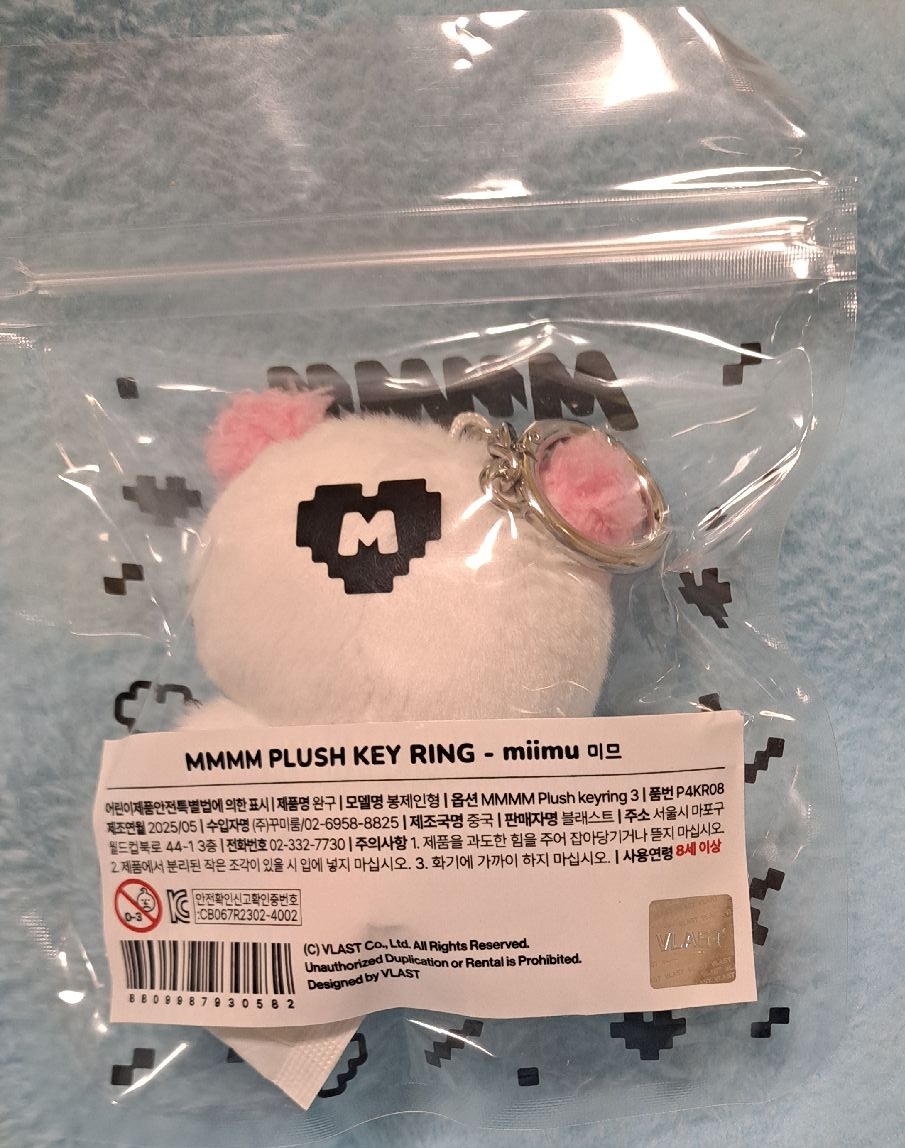 MMMM
M
MMMM PLUSH KEY RING - miimu 미므
어린이제품안전특별법에 의한 표시 | 제품명 완구 | 모델명 봉제인형 | 옵션 MMMM Plush keyring 3 | 품번 P4KR08
제조연월 2025/05 | 수입자명 (주)꾸미룸/02-6958-8825 | 제조국명 중국 | 판매자명 블래스트 | 주소 서울시 마포구
월드컵북로 44-1 3층 | 전화번호 02-332-7730 | 주의사항 1. 제품을 과도한 힘을 주어 잡아당기거나 뜯지 마십시오.
2. 제품에서 분리된 작은 조각이 있을 시 입에 넣지 마십시오. 3. 화기에 가까이 하지 마십시오. | 사용연령 8세 이상
0-3
안전확인신고확인증번호
:CB067R2302-4002
8809987930582
(C) VLAST Co., Ltd. All Rights Reserved.
Unauthorized Duplication or Rental is Prohibited.
Designed by VLAST
VLAST